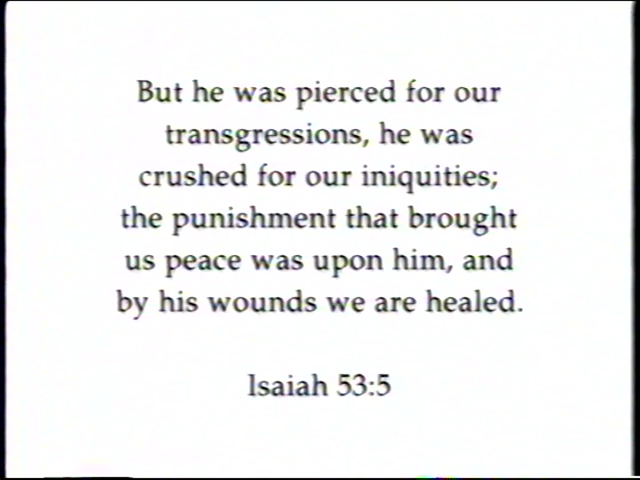 But he was pierced for our
transgressions, he was
crushed for our iniquities;
the punishment that brought
us peace was upon him, and
by his wounds we are healed.
Isaiah 53:5